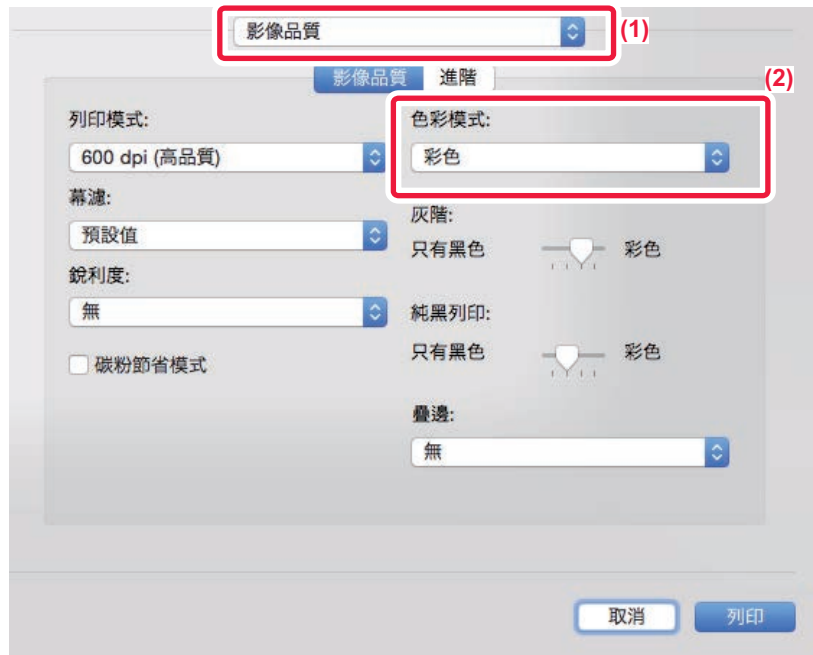 影像品質
(1)
影像品質 進階
(2)
列印模式:
600 dpi (高品質)
幕濾:
預設值
銳利度:
無
碳粉節省模式
色彩模式:
彩色
灰階:
只有黑色 彩色
純黑列印:
只有黑色 彩色
疊邊:
無
取消 列印